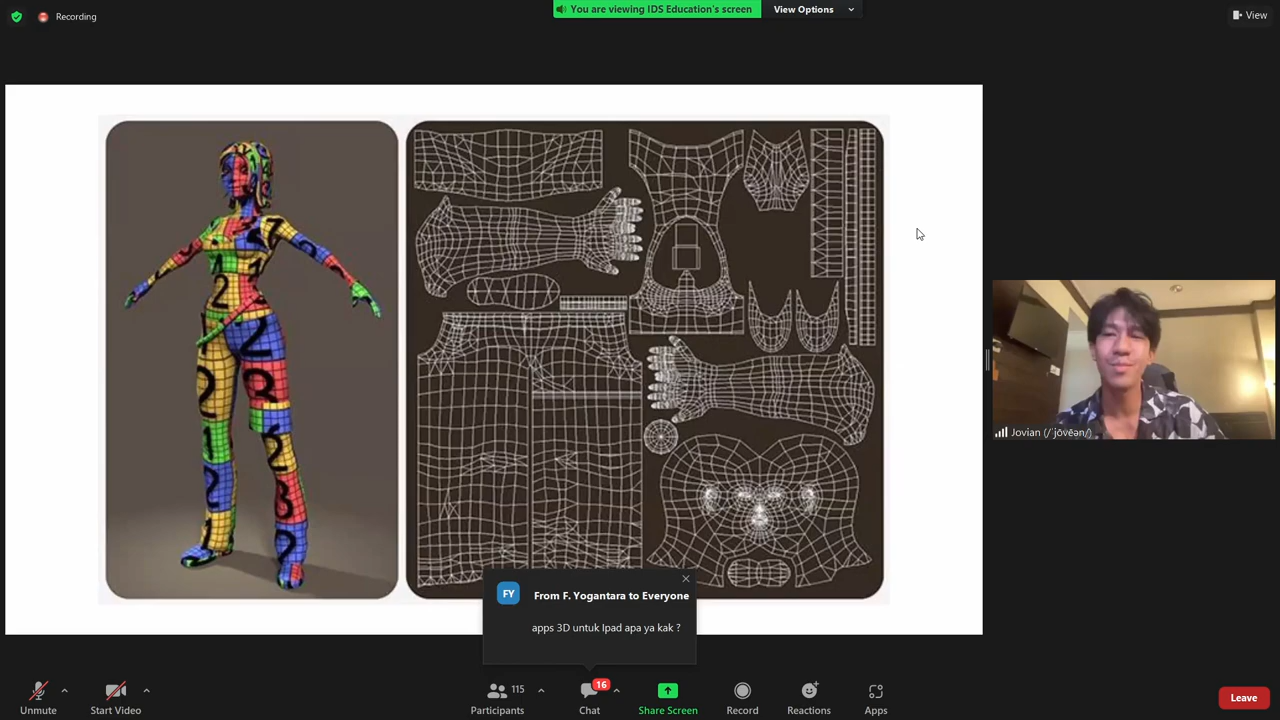 Recording
You are viewing IDS Education's screen
View Options
View
Jovian (/ˈjōvēən/)
FY
From F. Yogantara to Everyone
apps 3D untuk Ipad apa ya kak ?
Unmute
Start Video
115
Participants
16
Chat
Share Screen
Record
Reactions
Apps
Leave